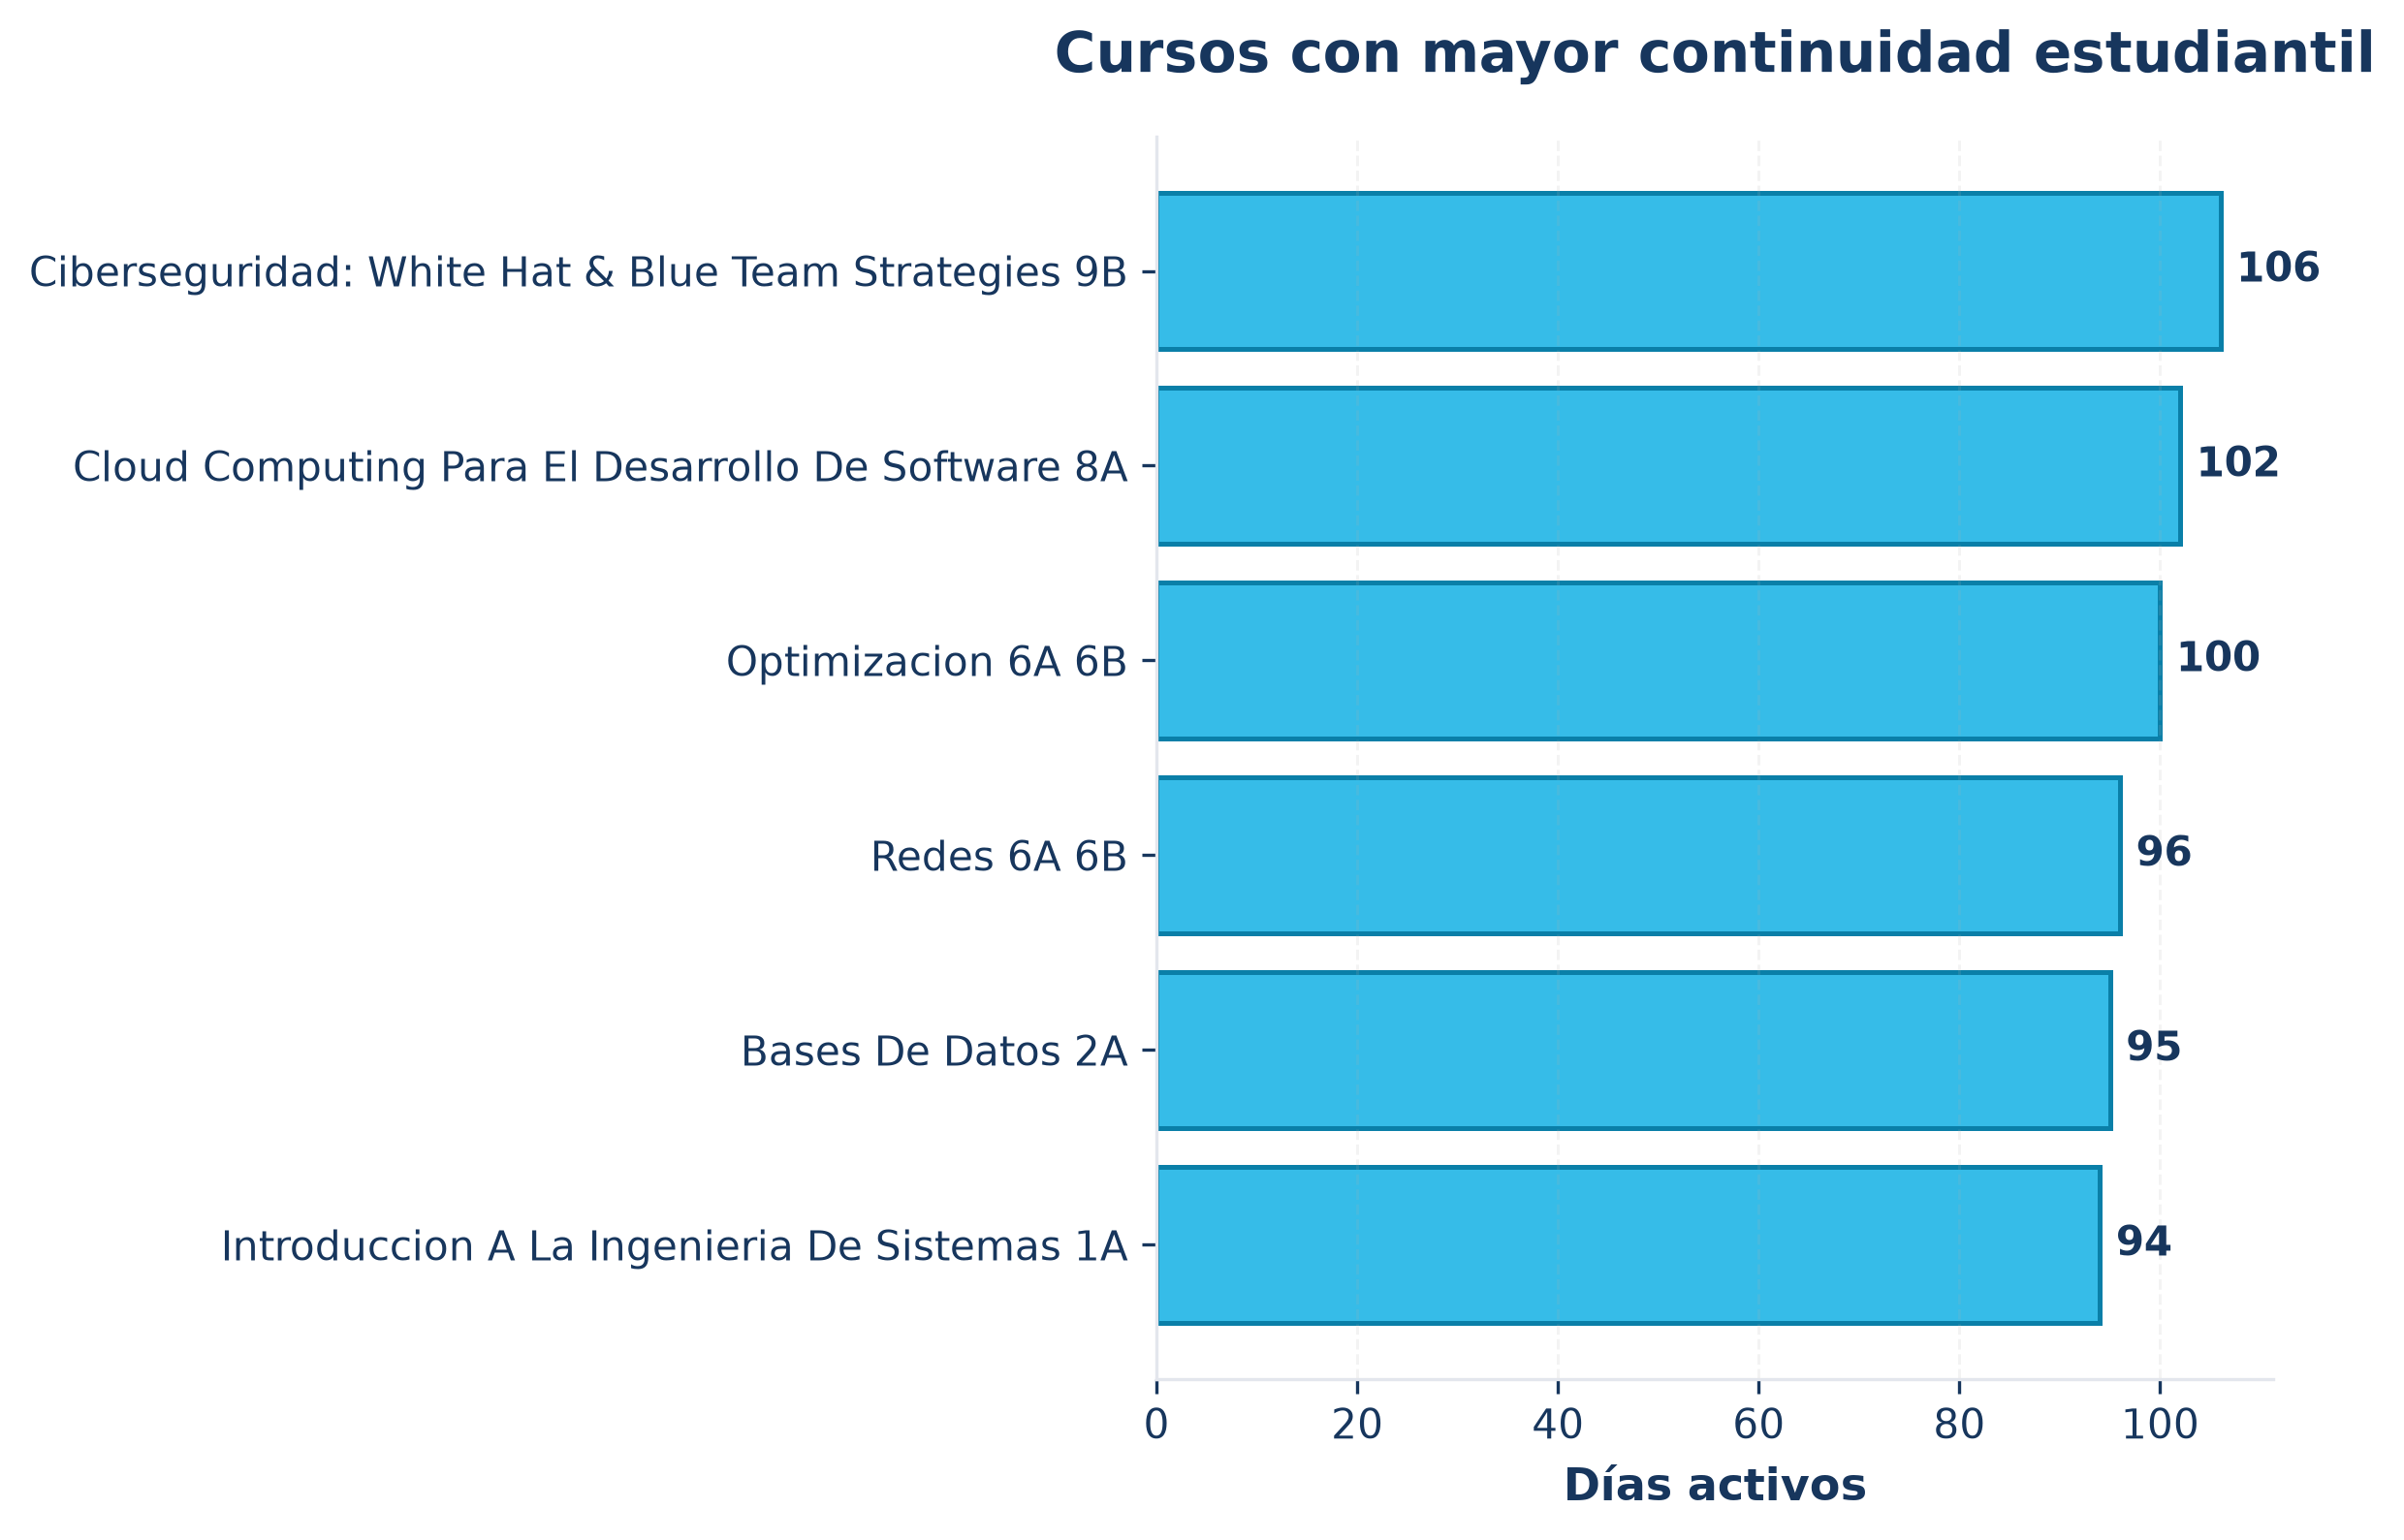 Cursos con mayor continuidad estudiantil
Ciberseguridad: White Hat & Blue Team Strategies 9B
106
Cloud Computing Para El Desarrollo De Software 8A
102
Optimizacion 6A 6B
100
Redes 6A 6B
96
Bases De Datos 2A
95
Introduccion A La Ingenieria De Sistemas 1A
94
0 20 40 60 80 100
Días activos